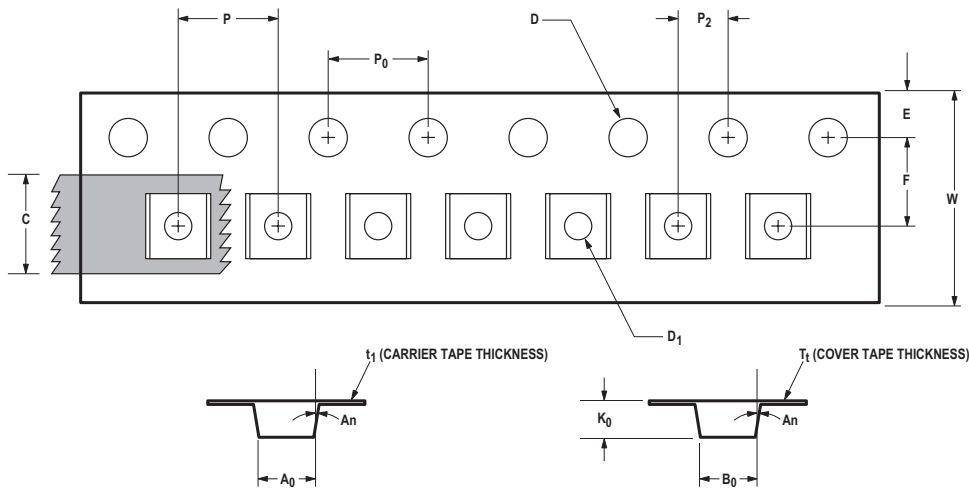 P
D
P2
P0
E
F
W
C
D1
t1 (CARRIER TAPE THICKNESS)
Tt (COVER TAPE THICKNESS)
An
K0
An
A0
B0